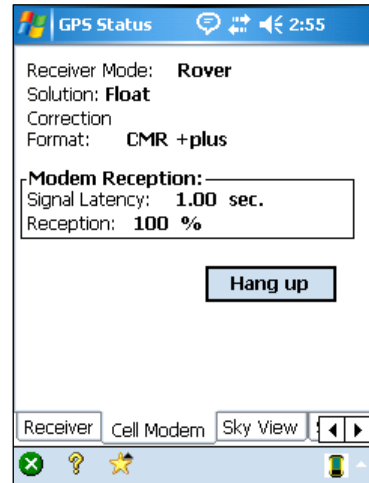 GPS Status 2:55
Receiver Mode: Rover
Solution: Float
Correction
Format: CMR +plus
Modem Reception:
Signal Latency: 1.00 sec.
Reception: 100 %
Hang up
Receiver Cell Modem Sky View